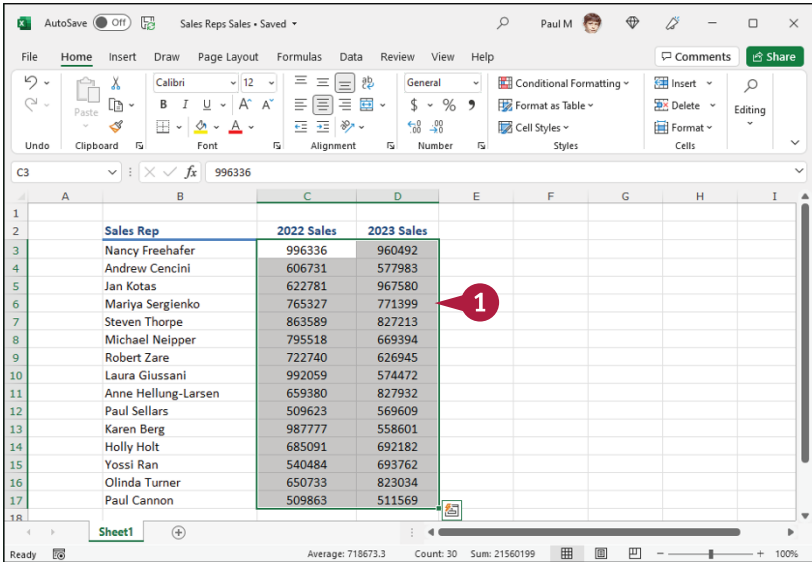 AutoSave Off Sales Reps Sales • Saved Paul M
File Home Insert Draw Page Layout Formulas Data Review View Help Comments Share
Calibri 12 General Conditional Formatting Insert
Paste B I U A A $ % 9 Format as Table Delete Editing
A Cell Styles Format
Undo Clipboard Font Alignment Number Styles Cells
C3 fx 996336
A B C D E F G H I
1
2 Sales Rep 2022 Sales 2023 Sales
3 Nancy Freehafer 996336 960492
4 Andrew Cencini 606731 577983
5 Jan Kotas 622781 967580
6 Mariya Sergienko 765327 771399 1
7 Steven Thorpe 863589 827213
8 Michael Neipper 795518 669394
9 Robert Zare 722740 626945
10 Laura Giussani 992059 574472
11 Anne Hellung-Larsen 659380 827932
12 Paul Sellars 509623 569609
13 Karen Berg 987777 558601
14 Holly Holt 685091 692182
15 Yossi Ran 540484 693762
16 Olinda Turner 650733 823034
17 Paul Cannon 509863 511569
18
Sheet1
Ready Average: 718673.3 Count: 30 Sum: 21560199 100%